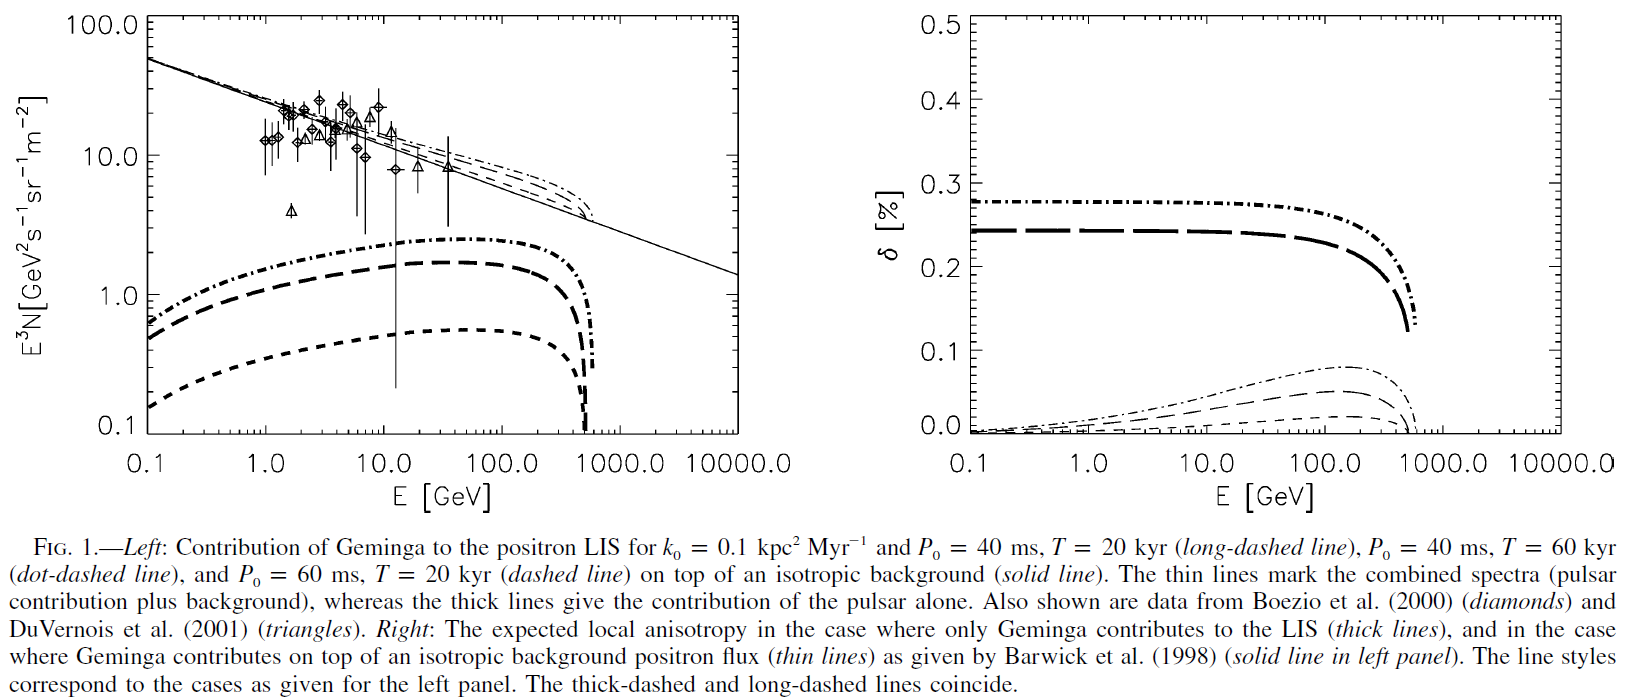 100.0
10.0
1.0
0.1
E³N[GeV²s⁻¹sr⁻¹m⁻²]
0.1 1.0 10.0 100.0 1000.0 10000.0
E [GeV]
0.5
0.4
0.3
0.2
0.1
0.0
δ [%]
0.1 1.0 10.0 100.0 1000.0 10000.0
E [GeV]
FIG. 1.—Left: Contribution of Geminga to the positron LIS for k₀ = 0.1 kpc² Myr⁻¹ and P₀ = 40 ms, T = 20 kyr (long-dashed line), P₀ = 40 ms, T = 60 kyr
(dot-dashed line), and P₀ = 60 ms, T = 20 kyr (dashed line) on top of an isotropic background (solid line). The thin lines mark the combined spectra (pulsar
contribution plus background), whereas the thick lines give the contribution of the pulsar alone. Also shown are data from Boezio et al. (2000) (diamonds) and
DuVernois et al. (2001) (triangles). Right: The expected local anisotropy in the case where only Geminga contributes to the LIS (thick lines), and in the case
where Geminga contributes on top of an isotropic background positron flux (thin lines) as given by Barwick et al. (1998) (solid line in left panel). The line styles
correspond to the cases as given for the left panel. The thick-dashed and long-dashed lines coincide.